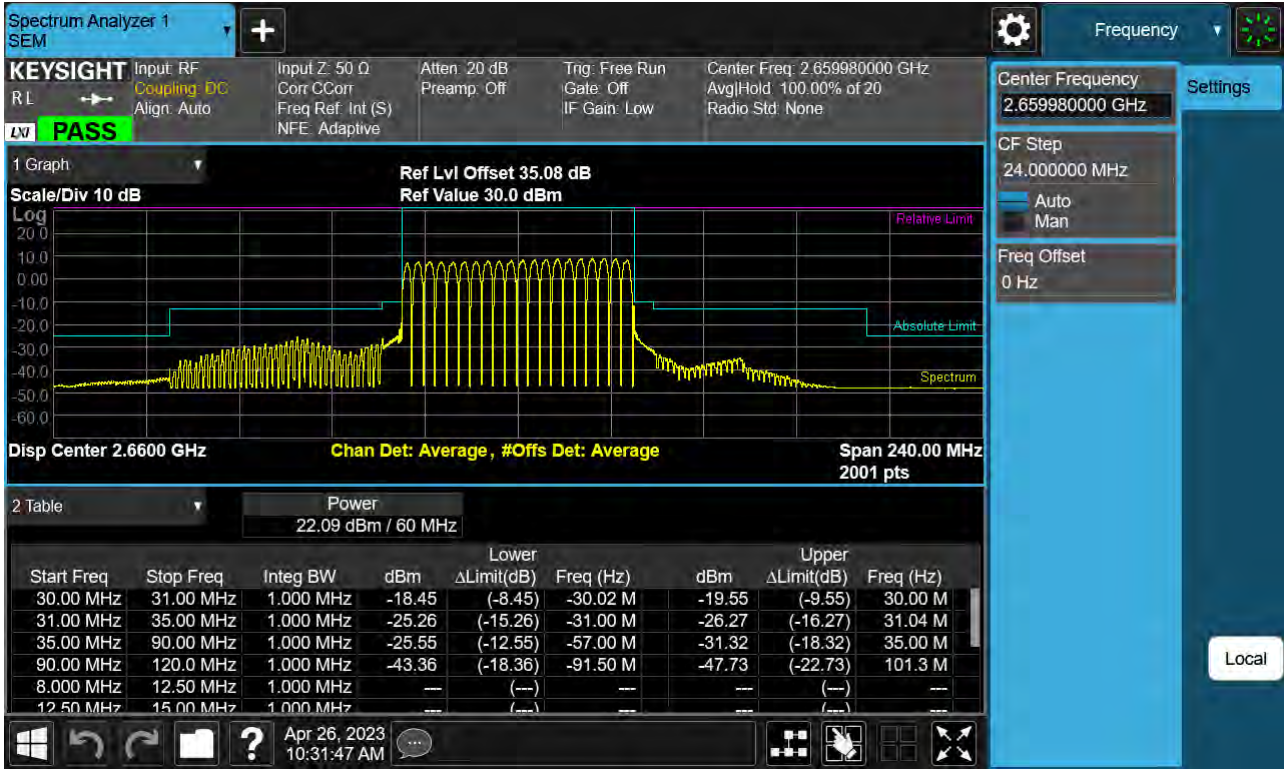 Spectrum Analyzer 1
SEM
+
Frequency
KEYSIGHT
R L
LXI
PASS
Input: RF
Coupling: DC
Align: Auto
Input Z: 50 Ω
Corr CCorr
Freq Ref: Int (S)
NFE: Adaptive
Atten: 20 dB
Preamp: Off
Trig: Free Run
Gate: Off
IF Gain: Low
Center Freq: 2.659980000 GHz
Avg|Hold: 100.00% of 20
Radio Std: None
Center Frequency
2.659980000 GHz
Settings
CF Step
24.000000 MHz
Auto
Man
Freq Offset
0 Hz
1 Graph
Ref Lvl Offset 35.08 dB
Scale/Div 10 dB
Ref Value 30.0 dBm
Log
Relative Limit
20.0
10.0
0.00
-10.0
-20.0
Absolute Limit
-30.0
-40.0
Spectrum
-50.0
-60.0
Disp Center 2.6600 GHz
Chan Det: Average, #Offs Det: Average
Span 240.00 MHz
2001 pts
2 Table
Power
22.09 dBm / 60 MHz
Lower Upper
Start Freq Stop Freq Integ BW dBm ΔLimit(dB) Freq (Hz) dBm ΔLimit(dB) Freq (Hz)
30.00 MHz 31.00 MHz 1.000 MHz -18.45 (-8.45) -30.02 M -19.55 (-9.55) 30.00 M
31.00 MHz 35.00 MHz 1.000 MHz -25.26 (-15.26) -31.00 M -26.27 (-16.27) 31.04 M
35.00 MHz 90.00 MHz 1.000 MHz -25.55 (-12.55) -57.00 M -31.32 (-18.32) 35.00 M
90.00 MHz 120.0 MHz 1.000 MHz -43.36 (-18.36) -91.50 M -47.73 (-22.73) 101.3 M
8.000 MHz 12.50 MHz 1.000 MHz --- (---) --- --- (---) ---
12.50 MHz 15.00 MHz 1.000 MHz --- (---) --- --- (---) ---
Local
?
Apr 26, 2023
10:31:47 AM